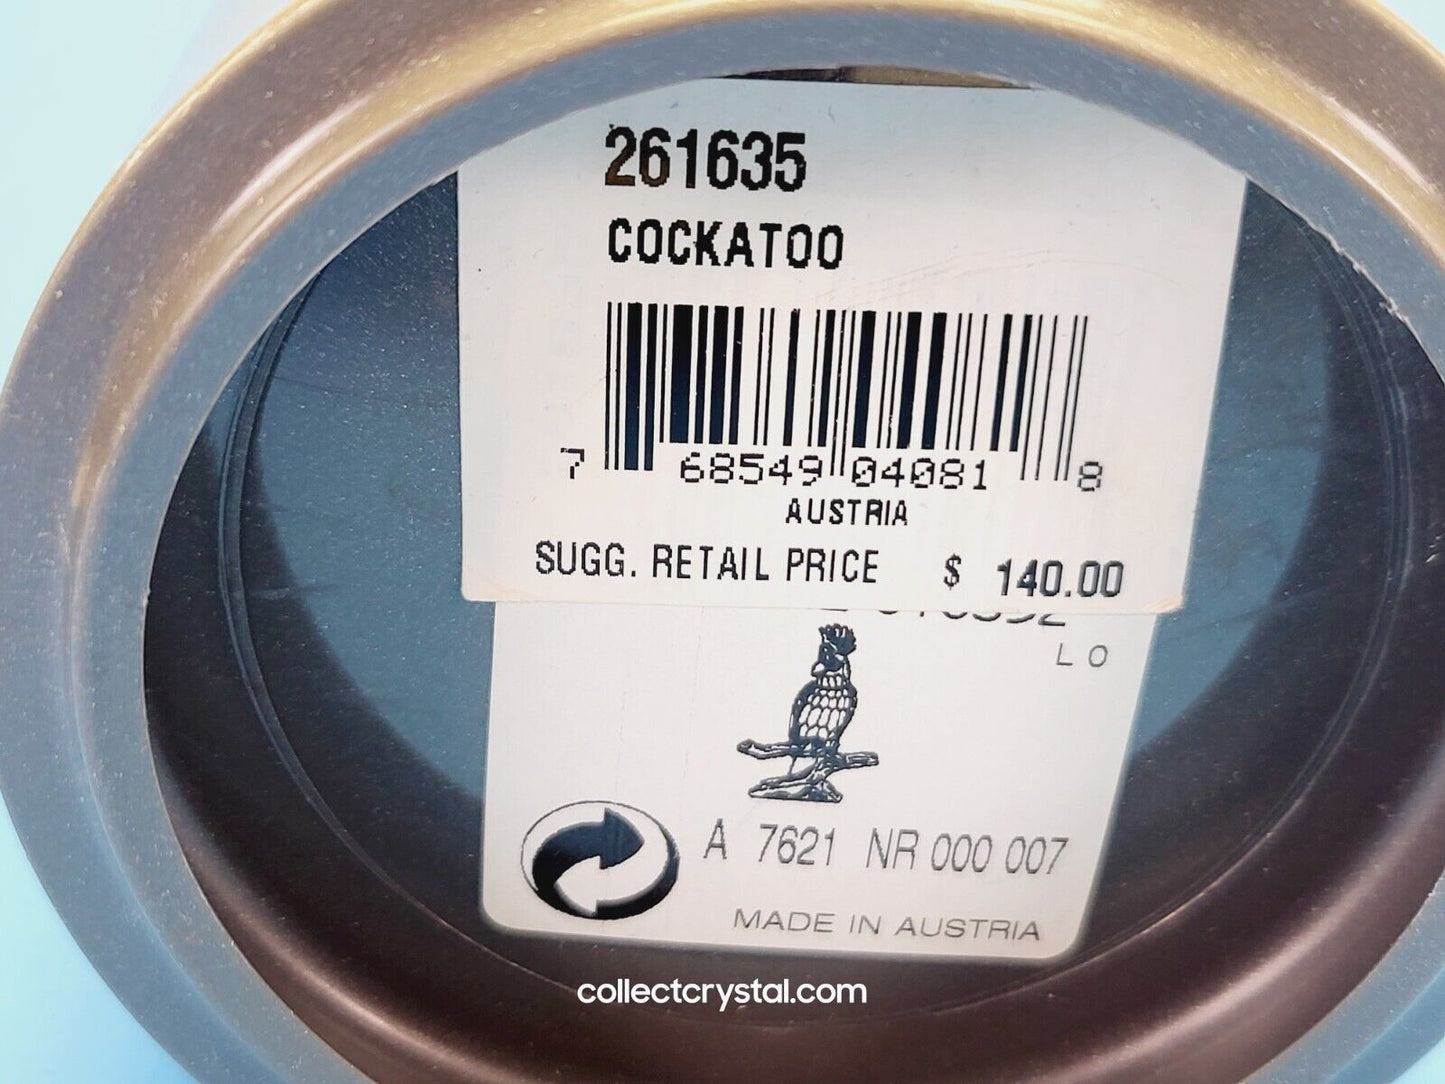 261635
COCKATOO
7 68549 04081 8
AUSTRIA
SUGG. RETAIL PRICE $ 140.00
L O
A 7621 NR 000 007
MADE IN AUSTRIA
collectcrystal.com